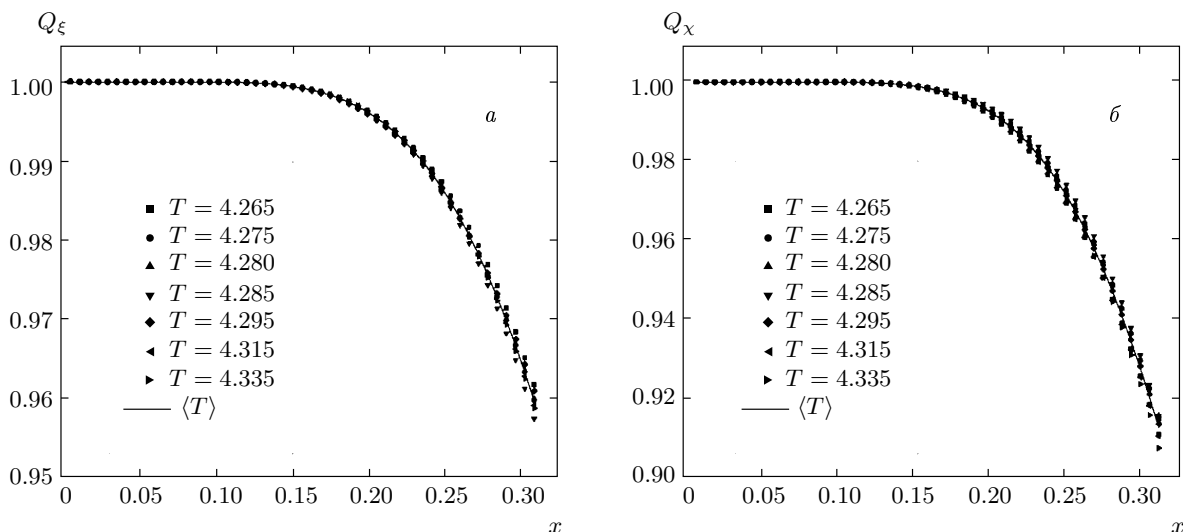 Q_ξ
1.00
0.99
0.98
0.97
0.96
0.95
a
T = 4.265
T = 4.275
T = 4.280
T = 4.285
T = 4.295
T = 4.315
T = 4.335
⟨T⟩
0 0.05 0.10 0.15 0.20 0.25 0.30
x
Q_χ
1.00
0.98
0.96
0.94
0.92
0.90
б
T = 4.265
T = 4.275
T = 4.280
T = 4.285
T = 4.295
T = 4.315
T = 4.335
⟨T⟩
0 0.05 0.10 0.15 0.20 0.25 0.30
x